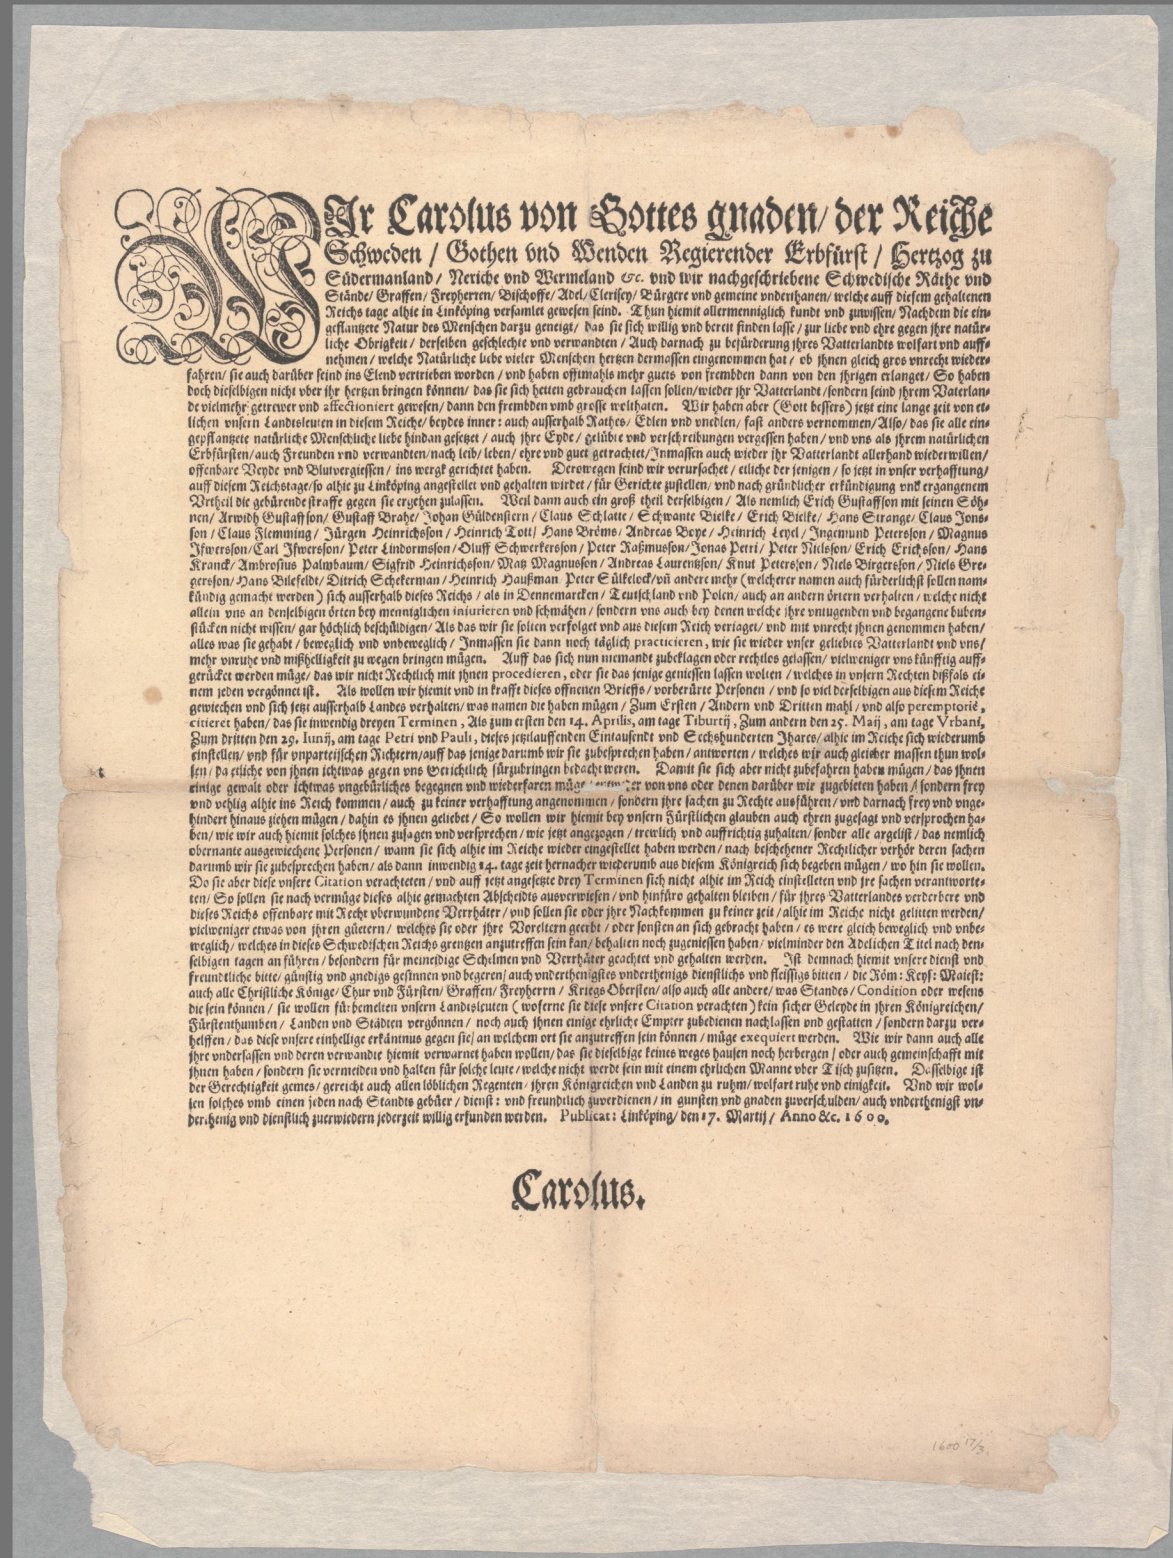 WIr Carolus von Gottes gnaden/ der Reiche
Schweden / Gothen vnd Wenden Regierender Erbfürst / Hertzog zu
Südermanland/ Neriche vnd Wermeland &c. vnd wir nachgeschriebene Schwedische Räthe vnd
Stände/ Graffen/ Freyherren/ Bischoffe/ Adel/ Clerisey/ Bürgere vnd gemeine vnderthanen/ welche auff diesem gehaltenen
Reichs tage alhie in Linköping versamlet gewesen seind. Thun hiemit allermenniglich kundt vnd zuwissen/ Nachdem die ein-
geflantzete Natur des Menschen darzu geneigt/ das sie sich willig vnd bereit finden lasse/ zur liebe vnd ehre gegen jhre natür-
liche Obrigkeit/ derselben geschlechte vnd verwandten/ Auch darnach zu befürderung jhres Vatterlandts wolfart vnd auff-
nehmen/ welche Natürliche liebe vieler Menschen hertzen dermassen eingenommen hat/ ob jhnen gleich gros vnrecht wieder-
fahren/ sie auch darüber seind ins Elend vertrieben worden/ vnd haben offtmahls mehr guets von frembden dann von den jhrigen erlanget/ So haben
doch dieselbigen nicht vber jhr hertzen bringen können/ das sie sich hetten gebrauchen lassen sollen/ wieder jhr Vatterlandt/ sondern seind jhrem Vaterlan-
de vielmehr getrewer vnd affectioniert gewesen/ dann den frembden vmb grosse wolthaten. Wir haben aber (Gott bessers) jetzt eine lange zeit von et-
lichen vnsern Landtsleuten in diesem Reiche/ beydes inner: auch ausserhalb Rathes/ Edlen vnd vnedlen/ fast anders vernommen/ Also/ das sie alle ein-
gepflantzete natürliche Menschliche liebe hindan gesetzet/ auch jhre Eyde/ gelübte vnd verschreibungen vergessen haben/ vnd vns als jhrem natürlichen
Erbfürsten/ auch Freunden vnd verwandten/ nach leib/ leben/ ehre vnd guet getrachtet/ Inmassen auch wieder jhr Vatterlandt allerhand wiederwillen/
offenbare Veyde vnd Blutvergiessen/ ins wergk gerichtet haben. Derowegen seind wir verursachet/ etliche der jenigen/ so jetzt in vnser verhafftung/
auff diesem Reichstage/ so alhie zu Linköping angestellet vnd gehalten wirdet/ für Gerichte zustellen/ vnd nach gründlicher erkündigung vnd ergangenem
Vrtheil die gebürende straffe gegen sie ergehen zulassen. Weil dann auch ein groß theil derselbigen/ Als nemlich Erich Gustaffson mit seinen Söh-
nen/ Arwidh Gustaffson/ Gustaff Brahe/ Johan Güldenstern/ Claus Schlatte/ Schwante Bielke/ Erich Bielke/ Hans Strange/ Claus Jons-
son/ Claus Flemming/ Jürgen Heinrichsson/ Heinrich Tott/ Hans Bröms/ Andreas Boye/ Heinrich Leyel/ Ingemund Petersson/ Magnus
Ifwersson/ Carl Ifwersson/ Peter Lindormsson/ Oluff Schwerkersson/ Peter Raßmusson/ Jonas Petri/ Peter Nielsson/ Erich Erichsson/ Hans
Kranck/ Ambrosius Palmbaum/ Sigfrid Heinrichsson/ Matz Magnusson/ Andreas Laurentzson/ Knut Petersson/ Niels Birgersson/ Niels Gre-
gersson/ Hans Bilefeldt/ Ditrich Schekerman/ Heinrich Haußman Peter Sülkelock/ vñ andere mehr (welcherer namen auch fürderlichst sollen nam-
kündig gemacht werden) sich ausserhalb dieses Reichs/ als in Dennemarcken/ Teutschland vnd Polen/ auch an andern örtern verhalten/ welche nicht
allein vns an denselbigen örten bey menniglichen iniurieren vnd schmähen/ sondern vns auch bey denen welche jhre vntugenden vnd begangene buben-
stücken nicht wissen/ gar höchlich beschüldigen/ Als das wir sie solten verfolget vnd aus diesem Reich veriaget/ vnd mit vnrecht jhnen genommen haben/
alles was sie gehabt/ beweglich vnd vnbeweglich/ Inmassen sie dann noch täglich practicieren, wie sie wieder vnser geliebtes Vatterlandt vnd vns/
mehr vnruhe vnd mißhelligkeit zu wegen bringen mügen. Auff das sich nun niemandt zubeklagen oder rechtlos gelassen/ vielweniger vns künfftig auff-
gerücket werden müge/ das wir nicht Rechtlich mit jhnen procedieren, oder sie das jenige geniessen lassen wolten/ welches in vnsern Rechten dißfals ei-
nem jeden vergönnet ist. Als wollen wir hiemit vnd in krafft dieses offnenen Brieffs/ vorberürte Personen/ vnd so viel derselbigen aus diesem Reiche
gewiechen vnd sich jetzt ausserhalb Landes verhalten/ was namen die haben mügen/ Zum Ersten/ Andern vnd Dritten mahl/ vnd also peremptoriè,
citieret haben/ das sie inwendig dreyen Terminen, Als zum ersten den 14. Aprilis, am tage Tiburtij, Zum andern den 25. Maij, am tage Vrbani,
Zum dritten den 29. Iunij, am tage Petri vnd Pauli, dieses jetztlauffenden Eintausendt vnd Sechshunderten Jhares/ alhie im Reiche sich wiederumb
einstellen/ vnd für vnparteijschen Richtern/ auff das jenige darumb wir sie zubesprechen haben/ antworten/ welches wir auch gleicher massen thun wol-
len/ da etliche von jhnen ichtwas gegen vns Gerichtlich fürzubringen bedacht weren. Damit sie sich aber nicht zubefahren haben mügen/ das jhnen
einige gewalt oder ichtwas vngebürliches begegnen vnd wiederfaren müge/ von vns oder denen darüber wir zugebieten haben/ sondern frey
vnd vehlig alhie ins Reich kommen/ auch zu keiner verhafftung angenommen/ sondern jhre sachen zu Rechte ausführen/ vnd darnach frey vnd vnge-
hindert hinaus ziehen mügen/ dahin es jhnen geliebet/ So wollen wir hiemit bey vnsern Fürstlichen glauben auch ehren zugesagt vnd versprochen ha-
ben/ wie wir auch hiemit solches jhnen zusagen vnd versprechen/ wie jetzt angezogen/ trewlich vnd auffrichtig zuhalten/ sonder alle argelist/ das nemlich
obernante ausgewiechene Personen/ wann sie sich alhie im Reiche wieder eingestellet haben werden/ nach beschehener Rechtlicher verhör deren sachen
darumb wir sie zubesprechen haben/ als dann inwendig 14. tage zeit hernacher wiederumb aus diesem Königreich sich begeben mügen/ wo hin sie wollen.
Do sie aber diese vnsere Citation verachteten/ vnd auff jetzt angesetzte drey Terminen sich nicht alhie im Reich einstelleten vnd jre sachen verantworte-
ten/ So sollen sie nach vermüge dieses alhie gemachten Abscheidts ausverwiesen/ vnd hinfüro gehalten bleiben/ für jhres Vatterlandes verderbere vnd
dieses Reichs offenbare mit Recht vberwundene Verrhäter/ vnd sollen sie oder jhre Nachkommen zu keiner zeit/ alhie im Reiche nicht gelitten werden/
vielweniger etwas von jhren güetern/ welches sie oder jhre Voreltern geerbt/ oder sonsten an sich gebracht haben/ es were gleich beweglich vnd vnbe-
weglich/ welches in dieses Schwedischen Reichs grentzen anzutreffen sein kan/ behalten noch zugeniessen haben/ vielminder den Adelichen Titel nach den-
selbigen tagen an führen/ besondern für meineidige Schelmen vnd Verrhäter geachtet vnd gehalten werden. Ist demnach hiemit vnsere dienst vnd
freundtliche bitte/ günstig vnd gnedigs gesinnen vnd begeren/ auch vnderthenigstes vnderthenigs dienstlichs vnd fleissigs bitten/ die Röm: Keys: Maiest:
auch alle Christliche Könige/ Chur vnd Fürsten/ Graffen/ Freyherrn/ Kriegs Obersten/ also auch alle andere/ was Standes/ Condition oder wesens
die sein können/ sie wollen fürbemelten vnsern Landtsleuten (woferne sie diese vnsere Citation verachten) kein sicher Geleyde in jhren Königreichen/
Fürstenthumben/ Landen vnd Städten vergönnen/ noch auch jhnen einige ehrliche Empter zubedienen nachlassen vnd gestatten/ sondern darzu ver-
helffen/ das diese vnsere einhellige erkäntnus gegen sie/ an welchem ort sie anzutreffen sein können/ müge exequiert werden. Wie wir dann auch alle
jhre vndersassen vnd deren verwandte hiemit verwarnet haben wollen/ das sie dieselbige keines weges hausen noch herbergen/ oder auch gemeinschafft mit
jhnen haben/ sondern sie vermeiden vnd halten für solche leute/ welche nicht werdt sein mit einem ehrlichen Manne vber Tisch zusitzen. Dasselbige ist
der Gerechtigkeit gemes/ gereicht auch allen löblichen Regenten/ jhren Königreichen vnd Landen zu ruhm/ wolfart ruhe vnd einigkeit. Vnd wir wol-
len solches vmb einen jeden nach Standts gebüer/ dienst: vnd freundtlich zuverdienen/ in gunsten vnd gnaden zuverschulden/ auch vnderthenigst vn-
derthenig vnd dienstlich zuerwiedern jederzeit willig erfunden werden. Publicat: Linköping/ den 17. Martij/ Anno &c. 1600.
Carolus.
1600 17/3.